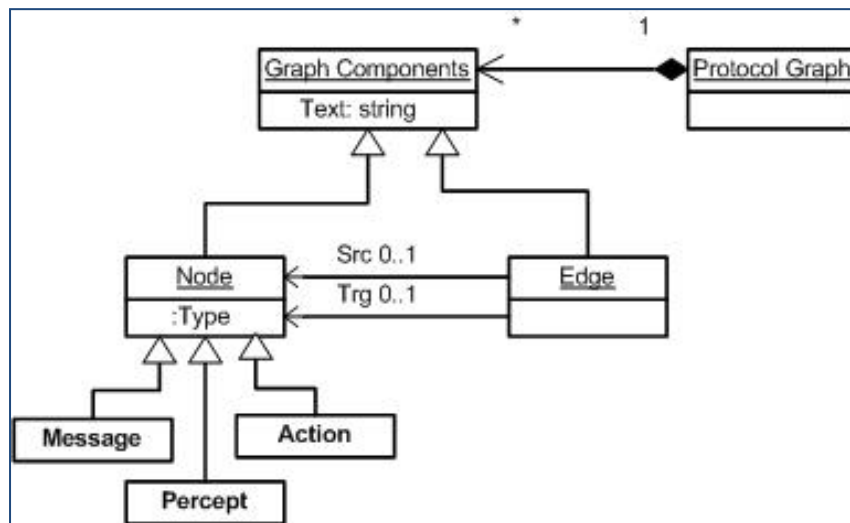 * 1
Graph Components
Protocol Graph
Text: string
Src 0..1
Node
Edge
Trg 0..1
:Type
Message
Action
Percept